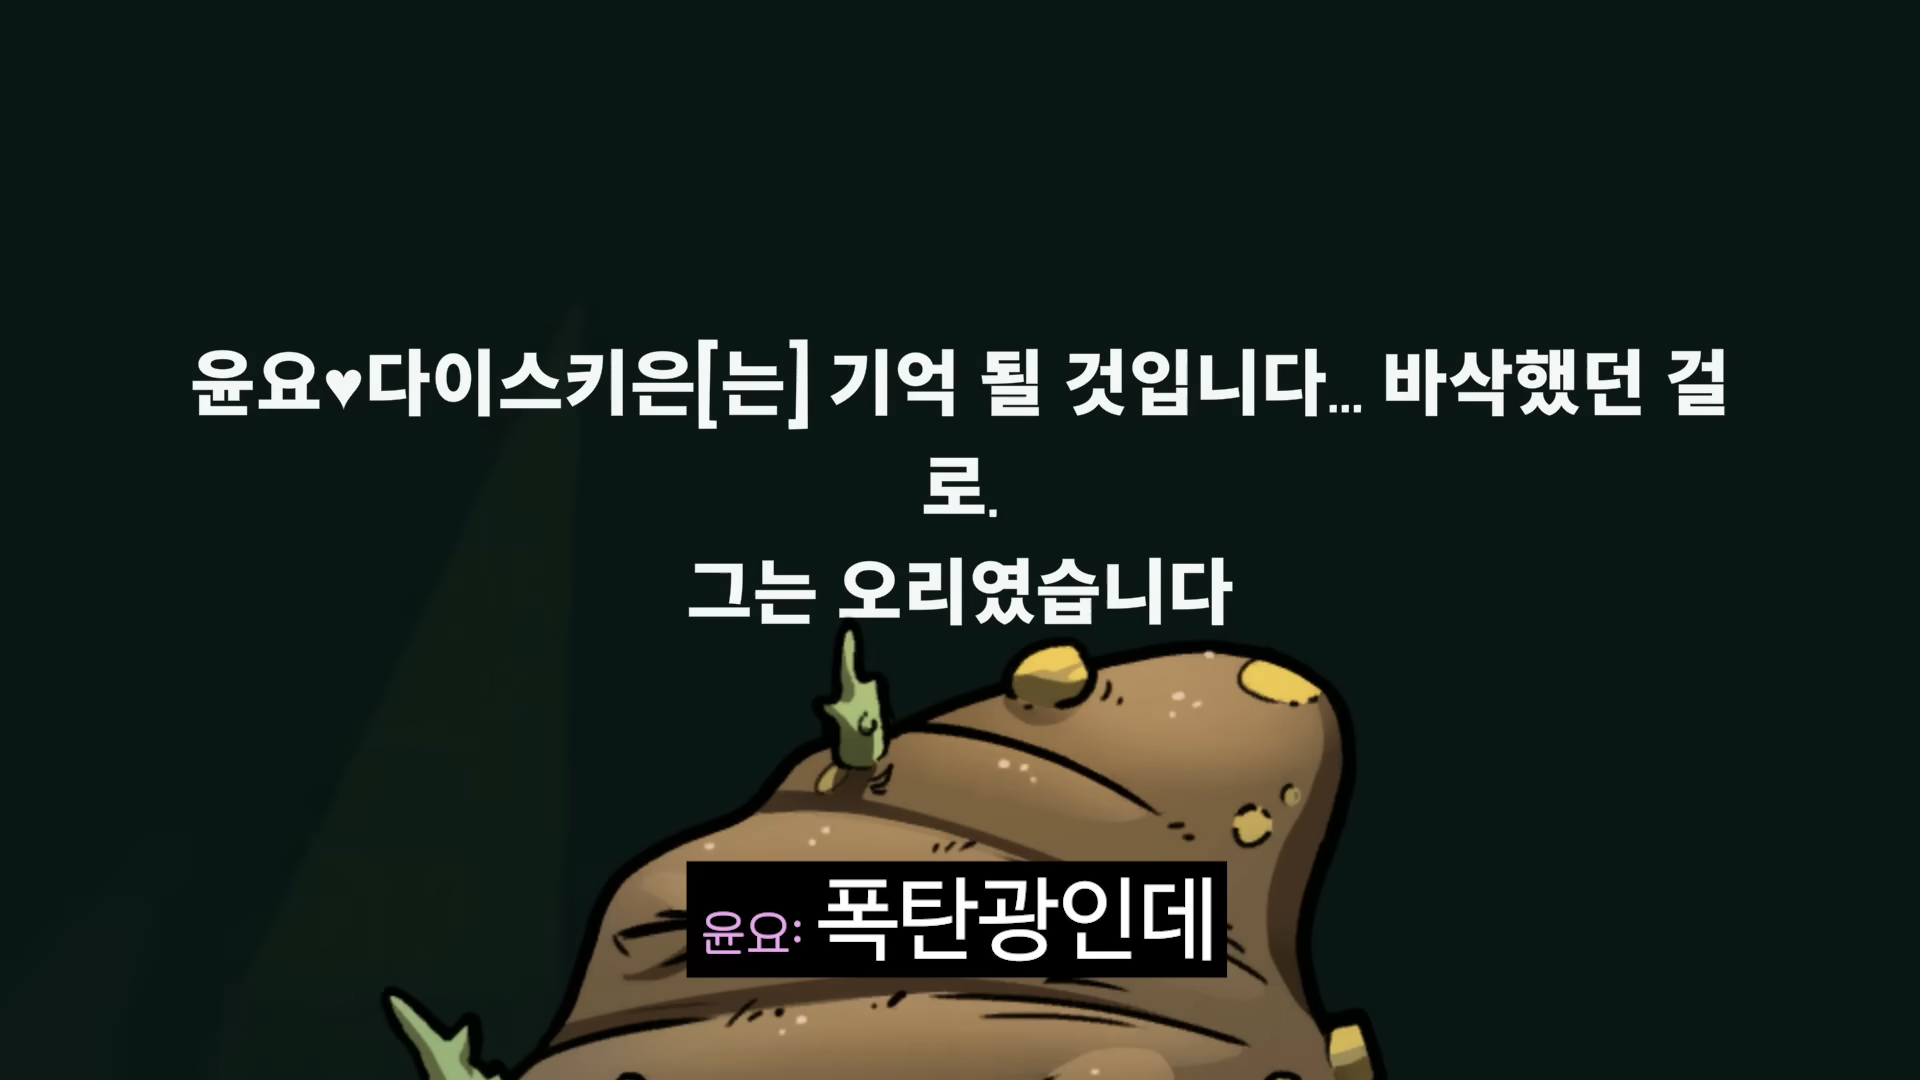 윤요♥다이스키은[는] 기억 될 것입니다... 바삭했던 걸
로.
그는 오리였습니다
윤요: 폭탄광인데